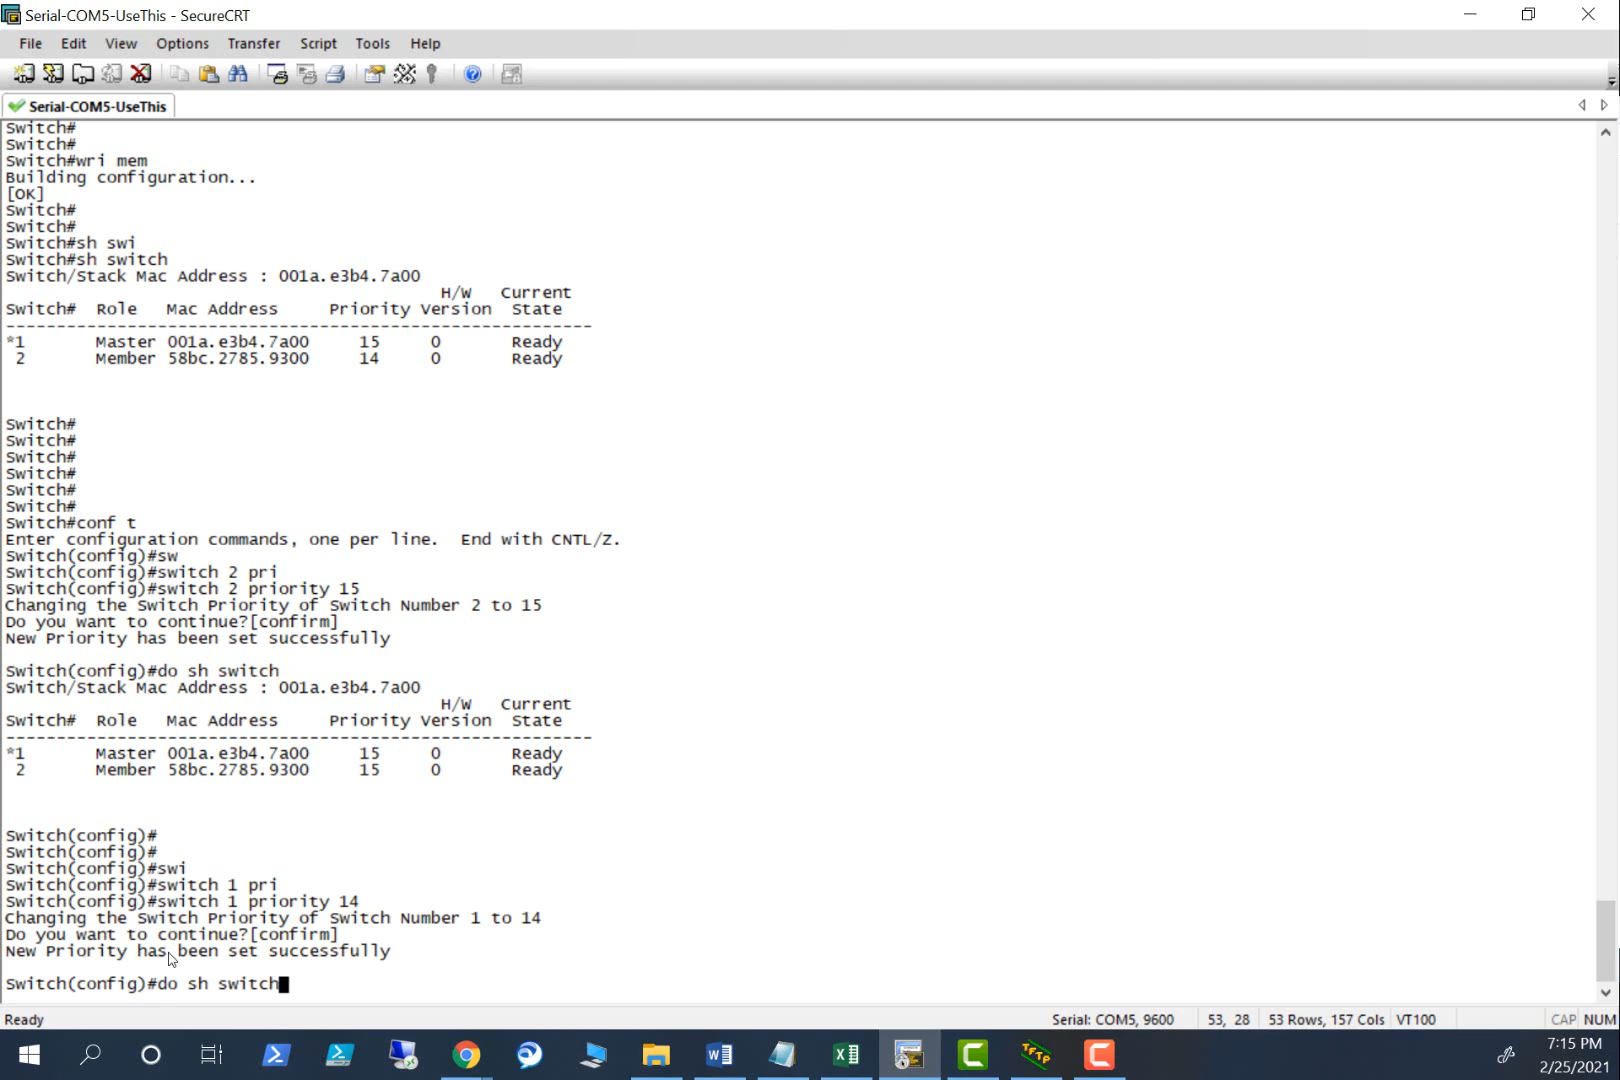 Serial-COM5-UseThis - SecureCRT
File Edit View Options Transfer Script Tools Help
Serial-COM5-UseThis
Switch#
Switch#
Switch#wri mem
Building configuration...
[OK]
Switch#
Switch#
Switch#sh swi
Switch#sh switch
Switch/Stack Mac Address : 001a.e3b4.7a00
H/W Current
Switch# Role Mac Address Priority Version State
------------------------------------------------------------
*1 Master 001a.e3b4.7a00 15 0 Ready
2 Member 58bc.2785.9300 14 0 Ready
Switch#
Switch#
Switch#
Switch#
Switch#
Switch#
Switch#conf t
Enter configuration commands, one per line. End with CNTL/Z.
Switch(config)#sw
Switch(config)#switch 2 pri
Switch(config)#switch 2 priority 15
Changing the Switch Priority of Switch Number 2 to 15
Do you want to continue?[confirm]
New Priority has been set successfully
Switch(config)#do sh switch
Switch/Stack Mac Address : 001a.e3b4.7a00
H/W Current
Switch# Role Mac Address Priority Version State
------------------------------------------------------------
*1 Master 001a.e3b4.7a00 15 0 Ready
2 Member 58bc.2785.9300 15 0 Ready
Switch(config)#
Switch(config)#
Switch(config)#swi
Switch(config)#switch 1 pri
Switch(config)#switch 1 priority 14
Changing the Switch Priority of Switch Number 1 to 14
Do you want to continue?[confirm]
New Priority has been set successfully
Switch(config)#do sh switch
Ready Serial: COM5, 9600 53, 28 53 Rows, 157 Cols VT100 CAP NUM
TFTP
7:15 PM
2/25/2021